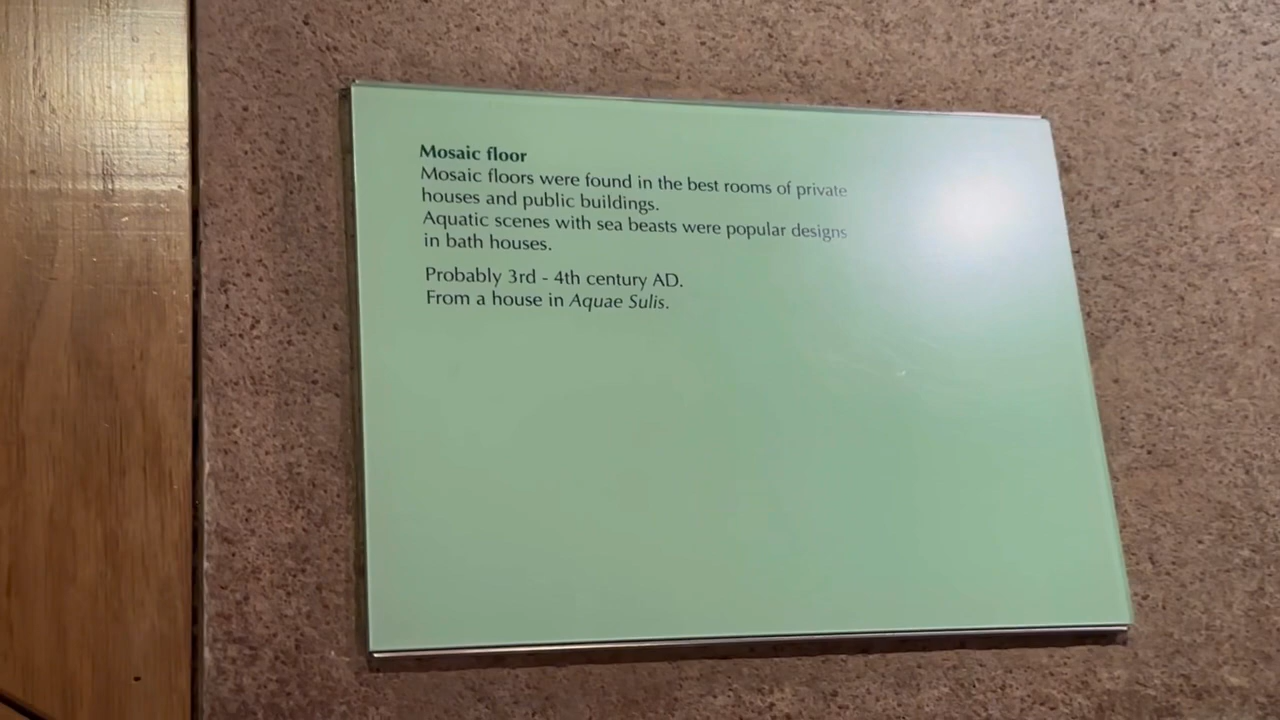 Mosaic floor
Mosaic floors were found in the best rooms of private
houses and public buildings.
Aquatic scenes with sea beasts were popular designs
in bath houses.
Probably 3rd - 4th century AD.
From a house in Aquae Sulis.